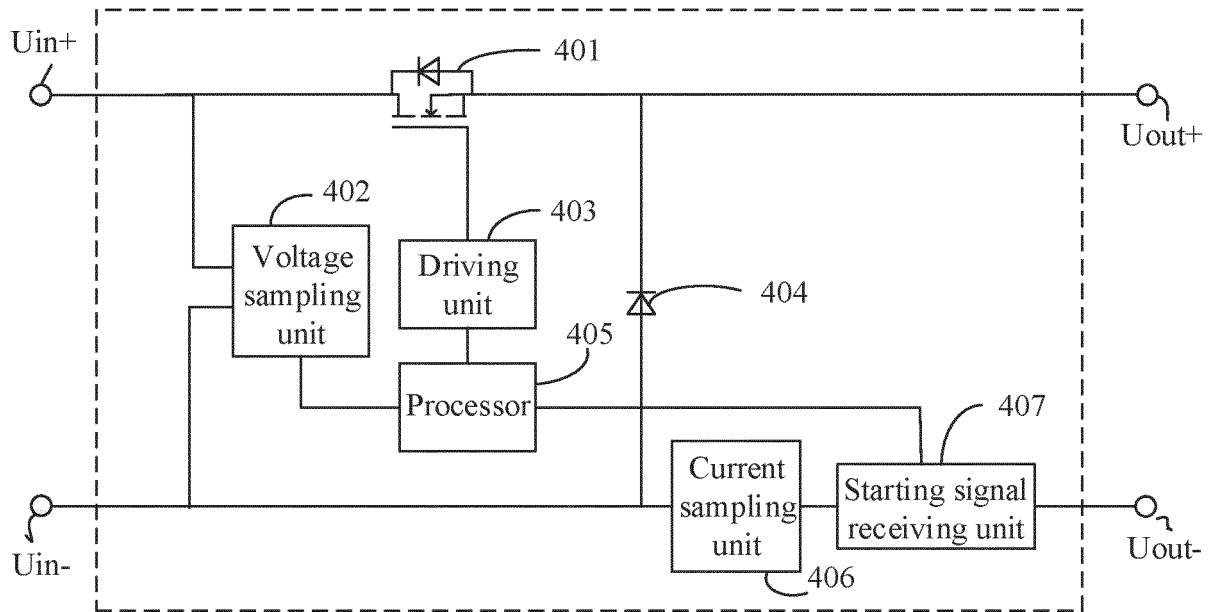 Uin+
401
Uout+
402
403
Voltage
sampling
unit
Driving
unit
404
405
Processor
407
Current
sampling
unit
Starting signal
receiving unit
Uin-
Uout-
406